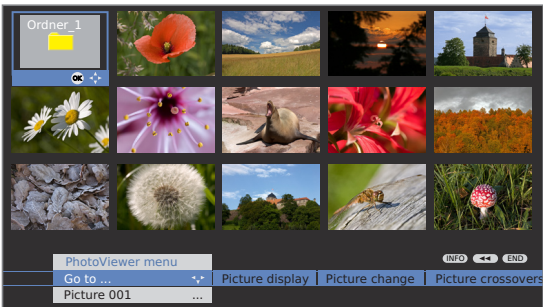 Ordner_1
OK
INFO END
PhotoViewer menu
Go to ... Picture display Picture change Picture crossovers
Picture 001 ...